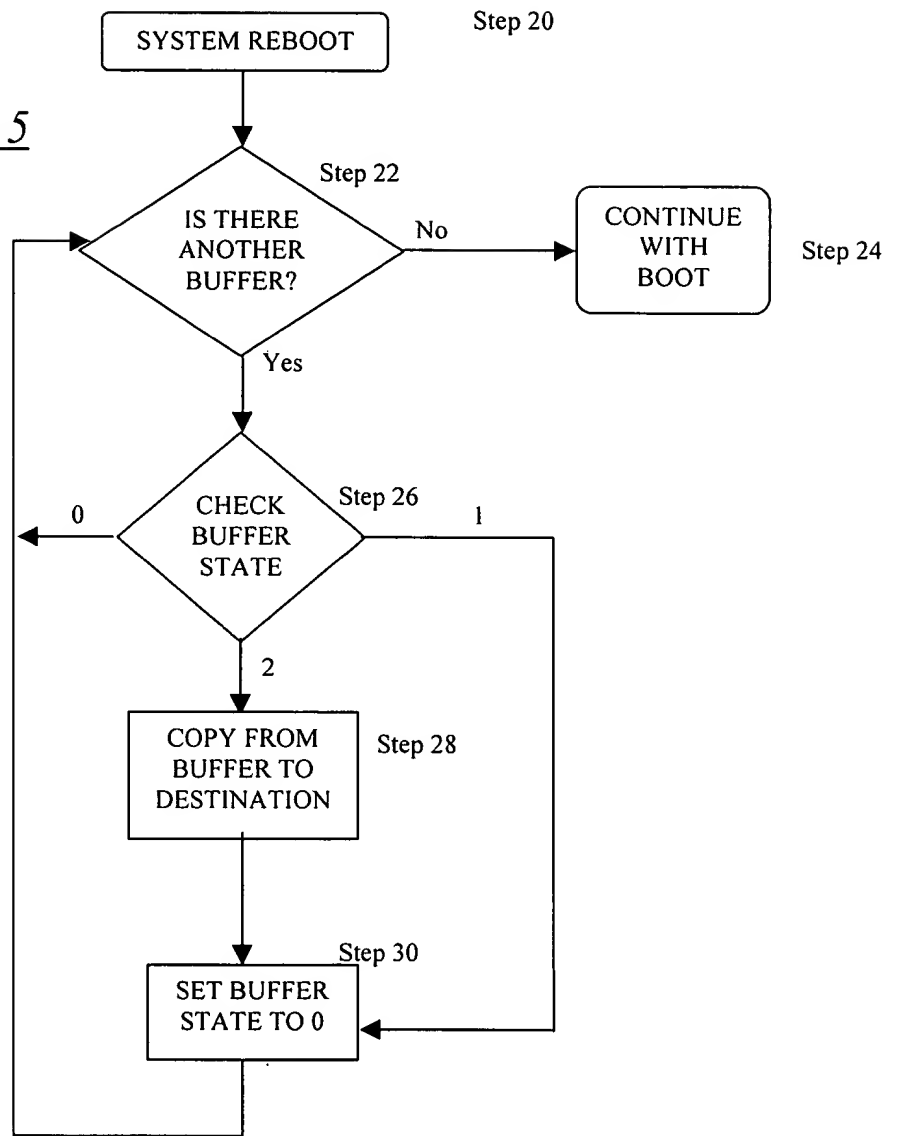 Step 20
SYSTEM REBOOT
5
Step 22
IS THERE
ANOTHER
BUFFER?
No
CONTINUE
WITH
BOOT
Step 24
Yes
Step 26
CHECK
BUFFER
STATE
0
1
2
COPY FROM
BUFFER TO
DESTINATION
Step 28
Step 30
SET BUFFER
STATE TO 0